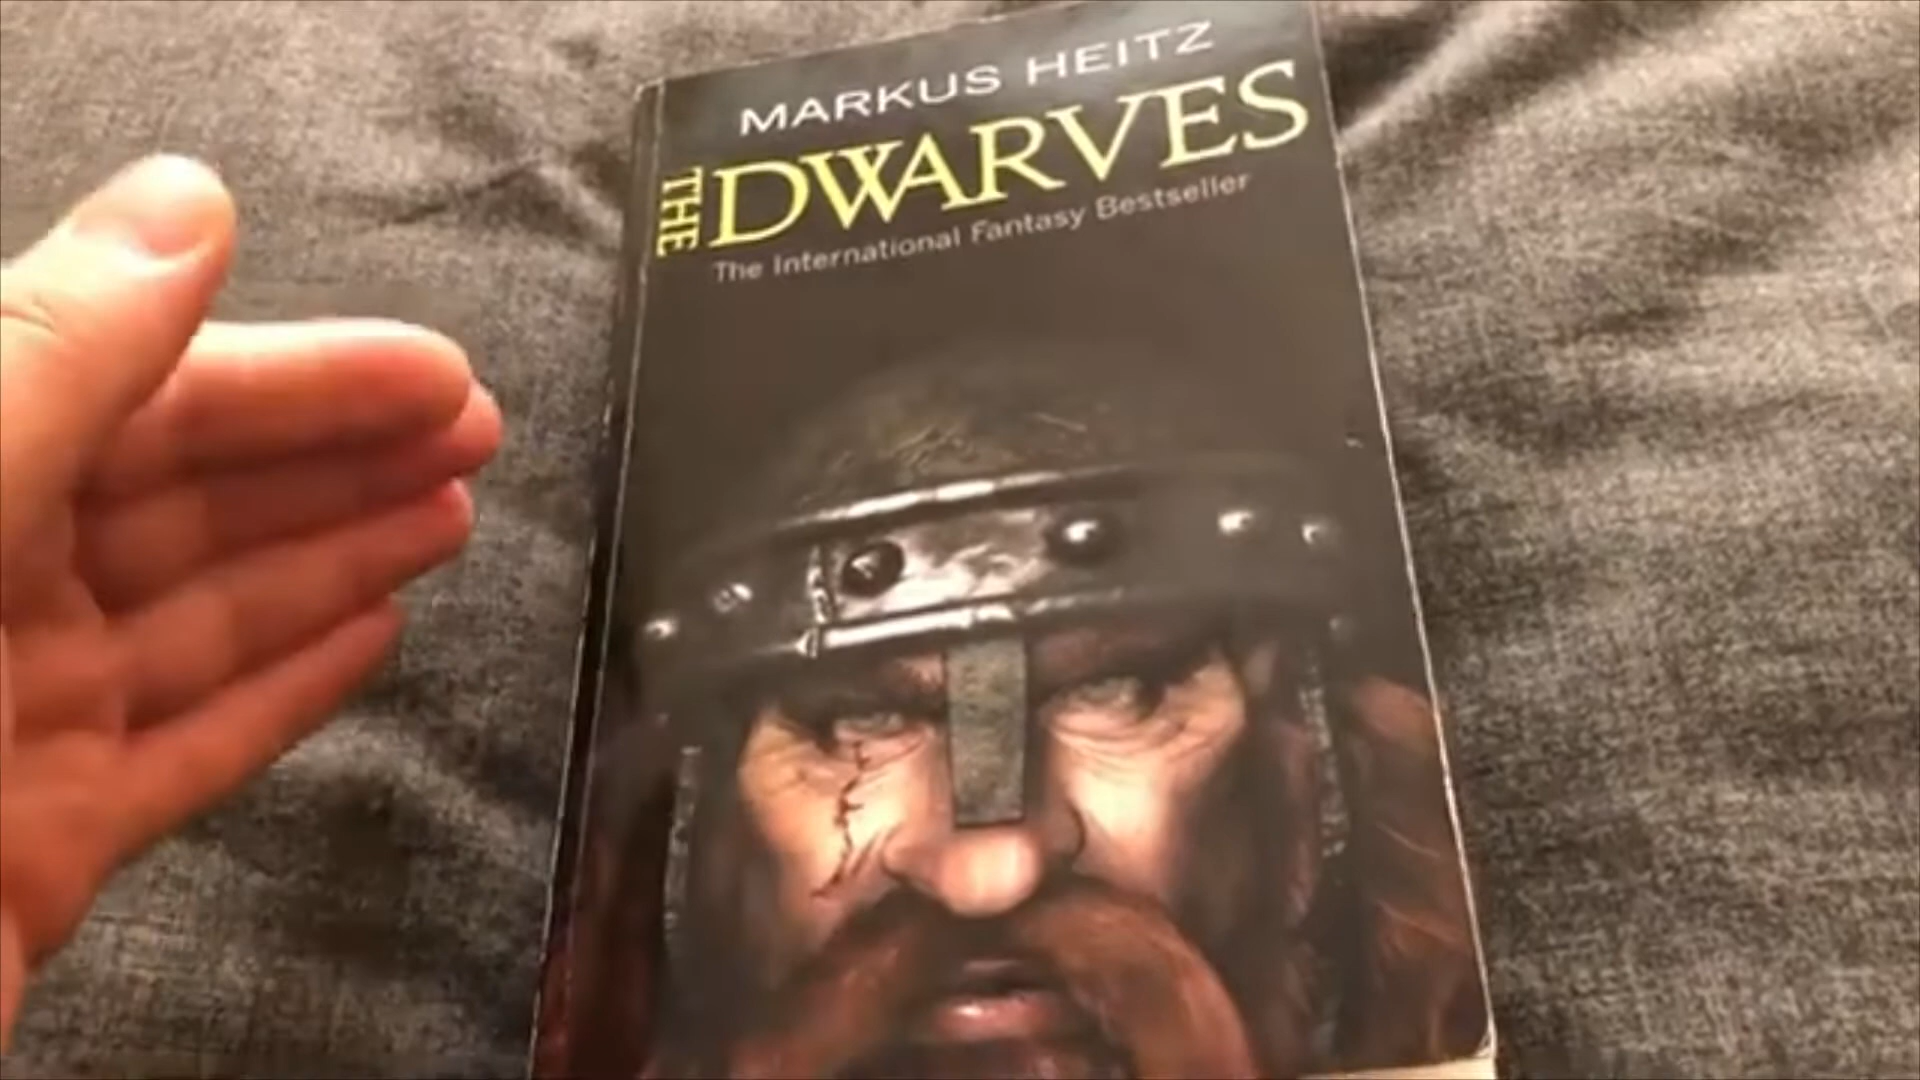 MARKUS HEITZ
THE DWARVES
The International Fantasy Bestseller